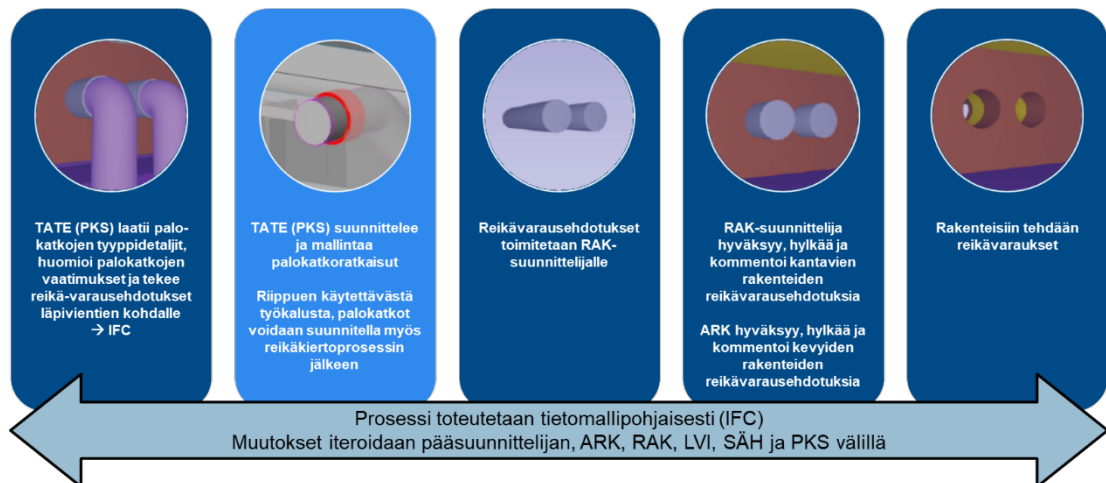 TATE (PKS) laatii palo-
katkojen tyyppidetaljit,
huomioi palokatkojen
vaatimukset ja tekee
reikä-varausehdotukset
läpivientien kohdalle
→ IFC
TATE (PKS) suunnittelee
ja mallintaa
palokatkoratkaisut
Riippuen käytettävästä
työkalusta, palokatkot
voidaan suunnitella myös
reikäkiertoprosessin
jälkeen
Reikävarausehdotukset
toimitetaan RAK-
suunnittelijalle
RAK-suunnittelija
hyväksyy, hylkää ja
kommentoi kantavien
rakenteiden
reikävarausehdotuksia
ARK hyväksyy, hylkää ja
kommentoi kevyiden
rakenteiden
reikävarausehdotuksia
Rakenteisiin tehdään
reikävaraukset
Prosessi toteutetaan tietomallipohjaisesti (IFC)
Muutokset iteroidaan pääsuunnittelijan, ARK, RAK, LVI, SÄH ja PKS välillä